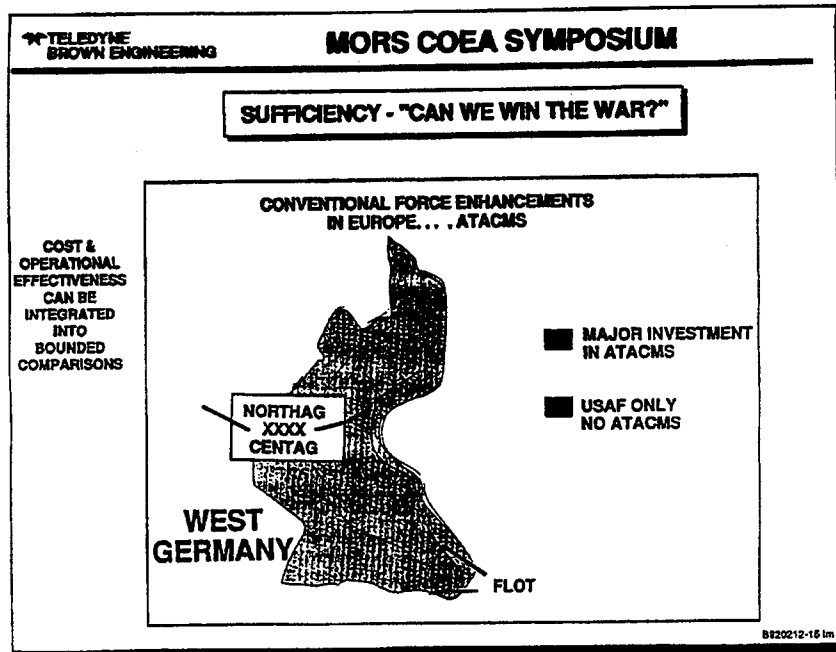 TELEDYNE
BROWN ENGINEERING
MORS COEA SYMPOSIUM
SUFFICIENCY - "CAN WE WIN THE WAR?"
COST &
OPERATIONAL
EFFECTIVENESS
CAN BE
INTEGRATED
INTO
BOUNDED
COMPARISONS
CONVENTIONAL FORCE ENHANCEMENTS
IN EUROPE. . . . ATACMS
MAJOR INVESTMENT
IN ATACMS
USAF ONLY
NO ATACMS
NORTHAG
XXXX
CENTAG
WEST
GERMANY
FLOT
B920212-15 lm